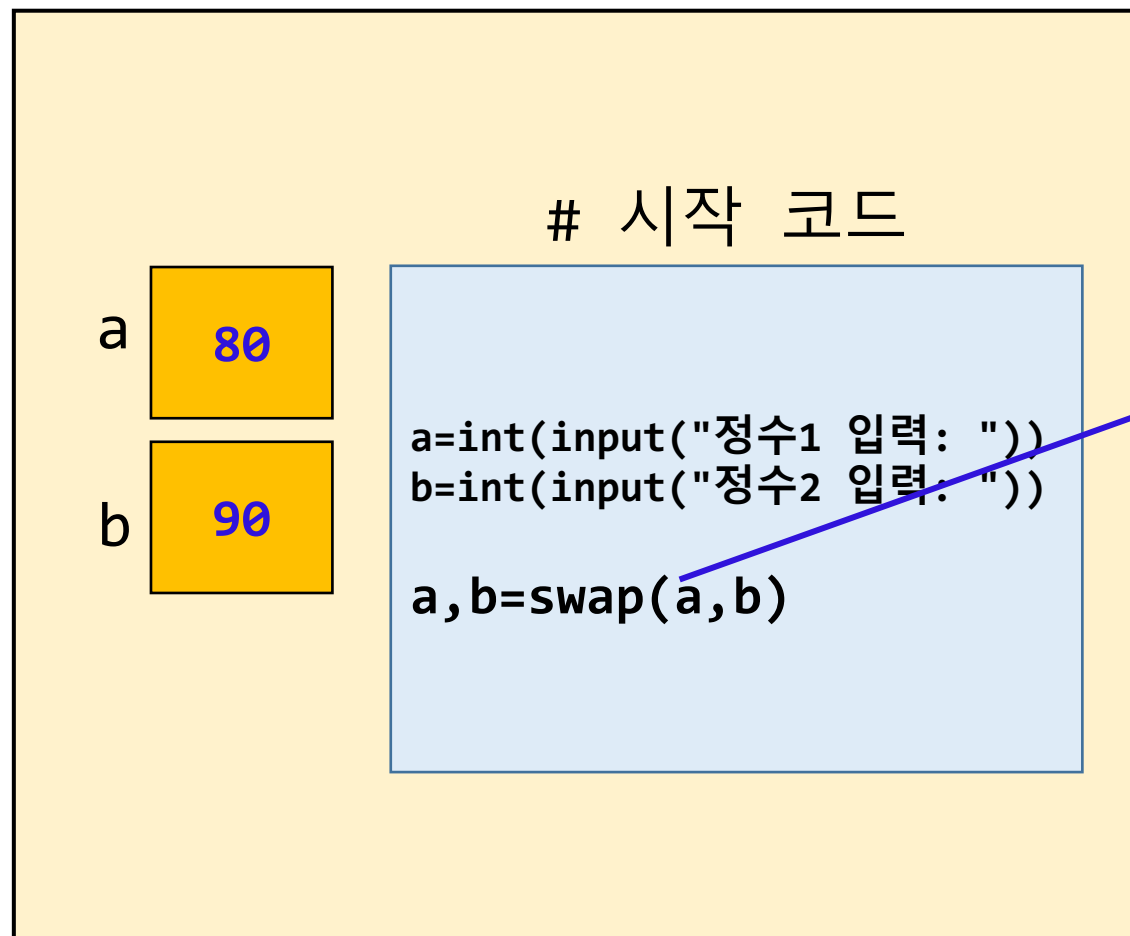 # 시작 코드
a
80
b
90
a=int(input("정수1 입력: "))
b=int(input("정수2 입력: "))
a,b=swap(a,b)